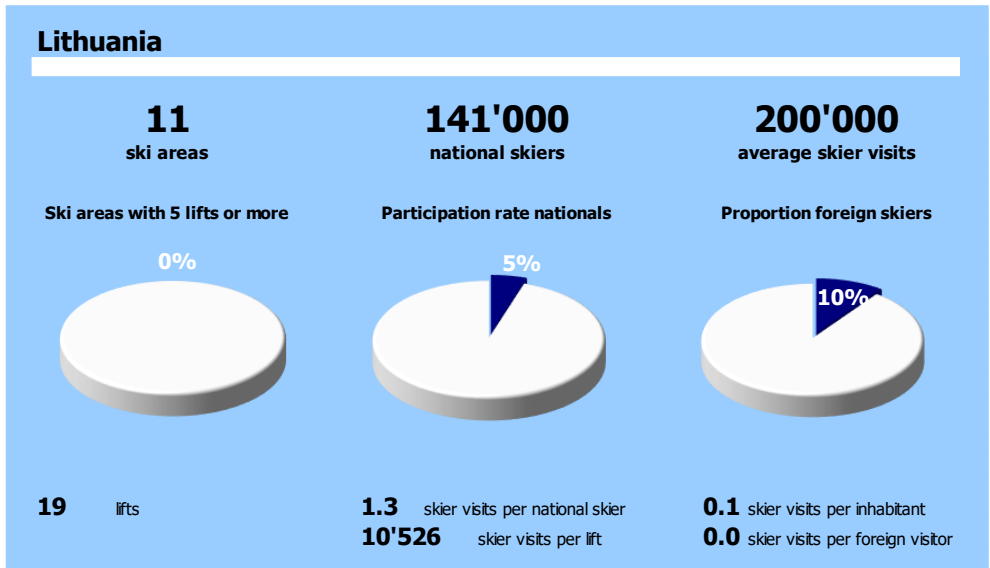 Lithuania
11
ski areas
141'000
national skiers
200'000
average skier visits
Ski areas with 5 lifts or more
Participation rate nationals
Proportion foreign skiers
0%
5%
10%
19 lifts
1.3 skier visits per national skier
10'526 skier visits per lift
0.1 skier visits per inhabitant
0.0 skier visits per foreign visitor